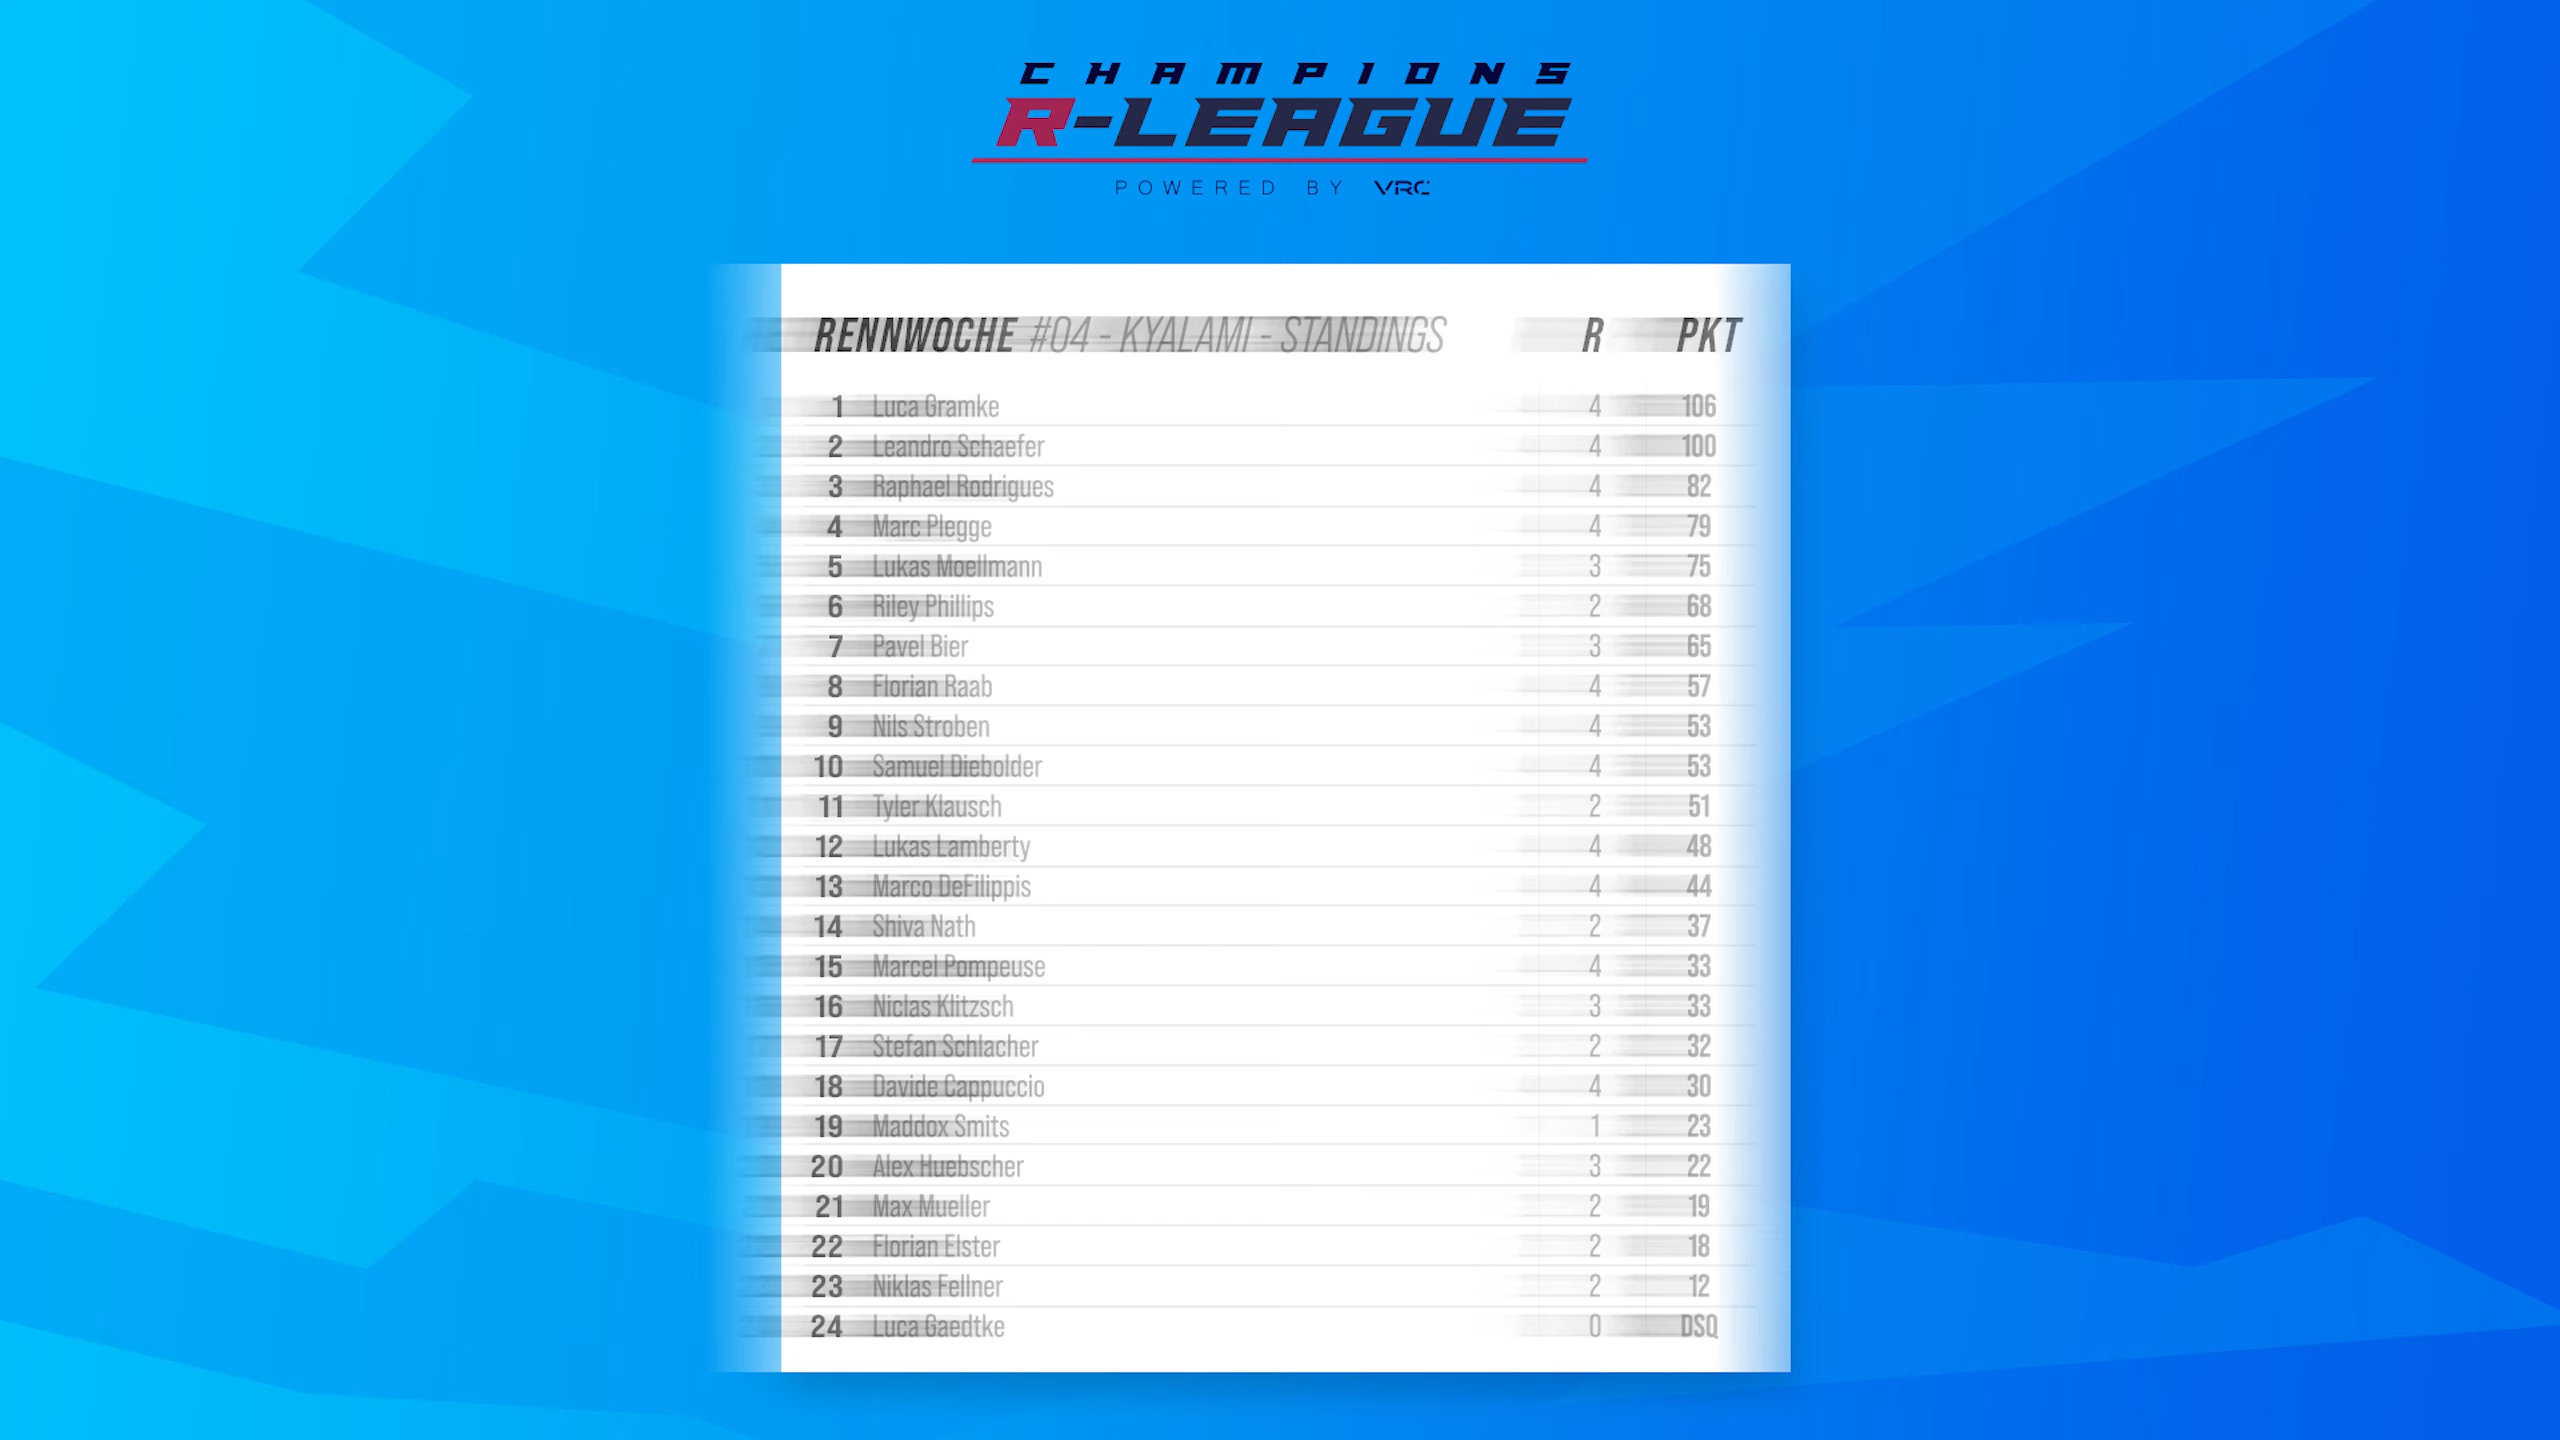 CHAMPIONS
R-LEAGUE
POWERED BY VRC
RENNWOCHE #04 - KYALAMI - STANDINGS R PKT
1 Luca Gramke 4 106
2 Leandro Schaefer 4 100
3 Raphael Rodrigues 4 82
4 Marc Plegge 4 79
5 Lukas Moellmann 3 75
6 Riley Phillips 2 68
7 Pavel Bier 3 65
8 Florian Raab 4 57
9 Nils Stroben 4 53
10 Samuel Diebolder 4 53
11 Tyler Klausch 2 51
12 Lukas Lamberty 4 48
13 Marco DeFilippis 4 44
14 Shiva Nath 2 37
15 Marcel Pompeuse 4 33
16 Niclas Klitzsch 3 33
17 Stefan Schlacher 2 32
18 Davide Cappuccio 4 30
19 Maddox Smits 1 23
20 Alex Huebscher 3 22
21 Max Mueller 2 19
22 Florian Elster 2 18
23 Niklas Fellner 2 12
24 Luca Gaedtke 0 DSQ